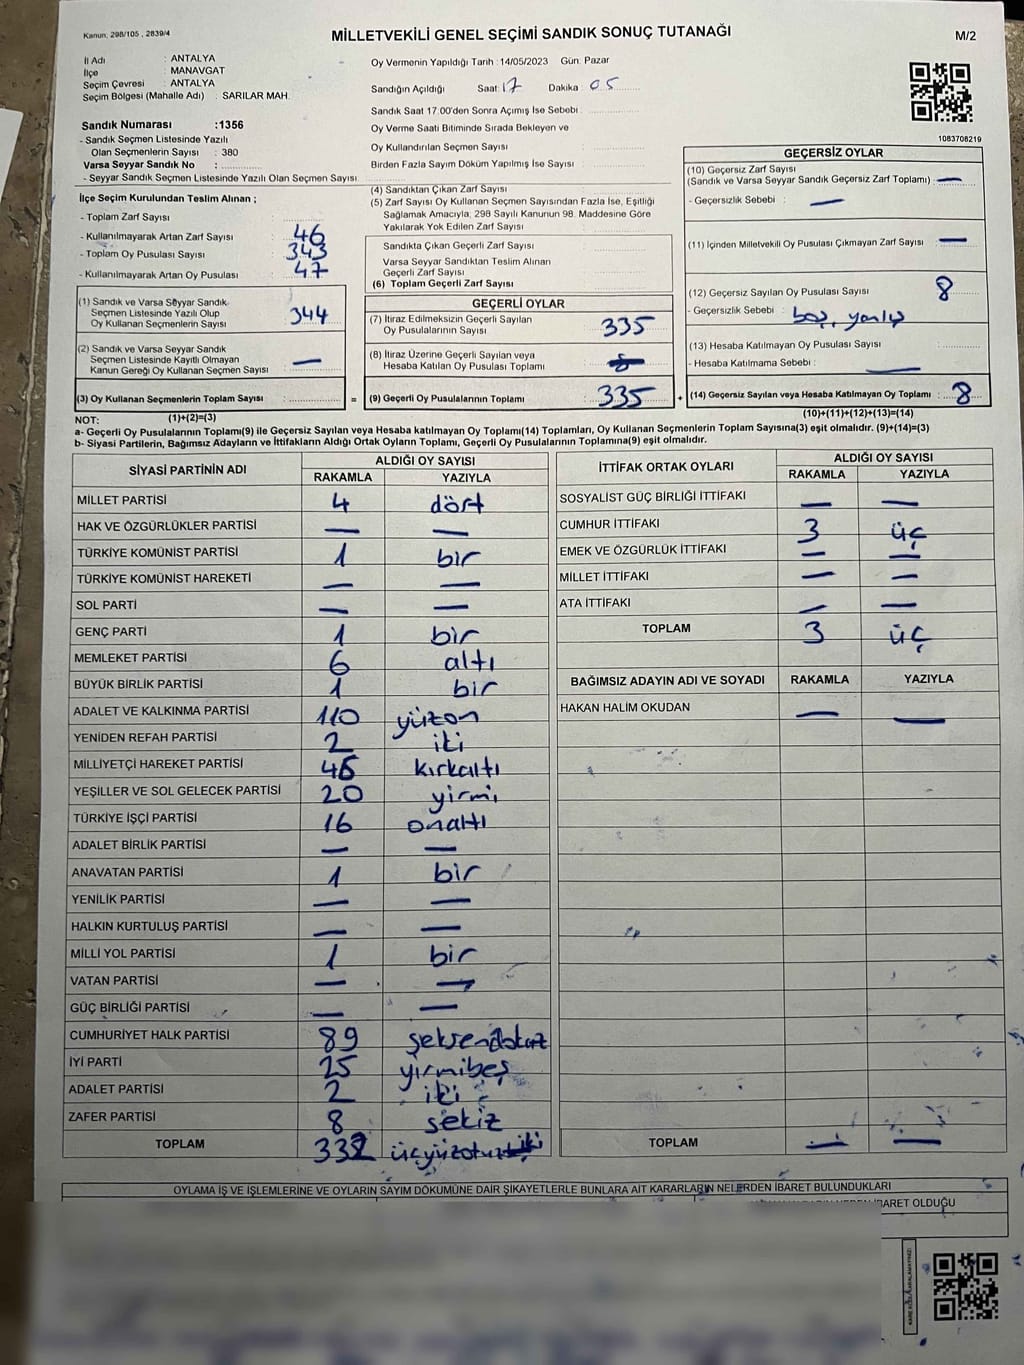 Kanun, 298/105 , 2839/4
MİLLETVEKİLİ GENEL SEÇİMİ SANDIK SONUÇ TUTANAĞI
M/2
İl Adı : ANTALYA
İlçe : MANAVGAT
Seçim Çevresi : ANTALYA
Seçim Bölgesi (Mahalle Adı) : SARILAR MAH.
Sandık Numarası :1356
- Sandık Seçmen Listesinde Yazılı
Olan Seçmenlerin Sayısı : 380
Varsa Seyyar Sandık No :
- Seyyar Sandık Seçmen Listesinde Yazılı Olan Seçmen Sayısı:
Oy Vermenin Yapıldığı Tarih : 14/05/2023 Gün: Pazar
Sandığın Açıldığı Saat: 17 Dakika 05
Sandık Saat 17:00'den Sonra Açımış İse Sebebi :
Oy Verme Saati Bitiminde Sırada Bekleyen ve
Oy Kullandırılan Seçmen Sayısı :
Birden Fazla Sayım Döküm Yapılmış İse Sayısı :
1083708219
İlçe Seçim Kurulundan Teslim Alınan ;
- Toplam Zarf Sayısı :
- Kullanılmayarak Artan Zarf Sayısı : 46
- Toplam Oy Pusulası Sayısı : 343
- Kullanılmayarak Artan Oy Pusulası : 47
(1) Sandık ve Varsa Seyyar Sandık
Seçmen Listesinde Yazılı Olup
Oy Kullanan Seçmenlerin Sayısı : 344
(2) Sandık ve Varsa Seyyar Sandık
Seçmen Listesinde Kayıtlı Olmayan
Kanun Gereği Oy Kullanan Seçmen Sayısı : —
(3) Oy Kullanan Seçmenlerin Toplam Sayısı : =
(1)+(2)=(3)
(4) Sandıktan Çıkan Zarf Sayısı :
(5) Zarf Sayısı Oy Kullanan Seçmen Sayısından Fazla İse, Eşitliği
Sağlamak Amacıyla, 298 Sayılı Kanunun 98. Maddesine Göre
Yakılarak Yok Edilen Zarf Sayısı :
Sandıkta Çıkan Geçerli Zarf Sayısı :
Varsa Seyyar Sandıktan Teslim Alınan
Geçerli Zarf Sayısı :
(6) Toplam Geçerli Zarf Sayısı :
GEÇERLİ OYLAR
(7) İtiraz Edilmeksizin Geçerli Sayılan
Oy Pusulalarının Sayısı : 335
(8) İtiraz Üzerine Geçerli Sayılan veya
Hesaba Katılan Oy Pusulası Toplamı :
(9) Geçerli Oy Pusulalarının Toplamı : 335 +
GEÇERSİZ OYLAR
(10) Geçersiz Zarf Sayısı
(Sandık ve Varsa Seyyar Sandık Geçersiz Zarf Toplamı) : —
- Geçersizlik Sebebi : —
(11) İçinden Milletvekili Oy Pusulası Çıkmayan Zarf Sayısı : —
(12) Geçersiz Sayılan Oy Pusulası Sayısı : 8
- Geçersizlik Sebebi : boş, yanlış
(13) Hesaba Katılmayan Oy Pusulası Sayısı :
- Hesaba Katılmama Sebebi : —
(14) Geçersiz Sayılan veya Hesaba Katılmayan Oy Toplamı : 8
(10)+(11)+(12)+(13)=(14)
NOT:
a- Geçerli Oy Pusulalarının Toplamı(9) ile Geçersiz Sayılan veya Hesaba katılmayan Oy Toplamı(14) Toplamları, Oy Kullanan Seçmenlerin Toplam Sayısına(3) eşit olmalıdır. (9)+(14)=(3)
b- Siyasi Partilerin, Bağımsız Adayların ve İttifakların Aldığı Ortak Oyların Toplamı, Geçerli Oy Pusulalarının Toplamına(9) eşit olmalıdır.
SİYASİ PARTİNİN ADI ALDIĞI OY SAYISI
RAKAMLA YAZIYLA
MİLLET PARTİSİ 4 dört
HAK VE ÖZGÜRLÜKLER PARTİSİ — —
TÜRKİYE KOMÜNİST PARTİSİ 1 bir
TÜRKİYE KOMÜNİST HAREKETİ — —
SOL PARTİ — —
GENÇ PARTİ 1 bir
MEMLEKET PARTİSİ 6 altı
BÜYÜK BİRLİK PARTİSİ 1 bir
ADALET VE KALKINMA PARTİSİ 110 yüzon
YENİDEN REFAH PARTİSİ 2 iki
MİLLİYETÇİ HAREKET PARTİSİ 46 kırkaltı
YEŞİLLER VE SOL GELECEK PARTİSİ 20 yirmi
TÜRKİYE İŞÇİ PARTİSİ 16 onaltı
ADALET BİRLİK PARTİSİ — —
ANAVATAN PARTİSİ 1 bir
YENİLİK PARTİSİ — —
HALKIN KURTULUŞ PARTİSİ — —
MİLLİ YOL PARTİSİ 1 bir
VATAN PARTİSİ — —
GÜÇ BİRLİĞİ PARTİSİ — —
CUMHURİYET HALK PARTİSİ 89 seksendokuz
İYİ PARTİ 25 yirmibeş
ADALET PARTİSİ 2 iki
ZAFER PARTİSİ 8 sekiz
TOPLAM 332 üçyüzotuziki
İTTİFAK ORTAK OYLARI ALDIĞI OY SAYISI
RAKAMLA YAZIYLA
SOSYALİST GÜÇ BİRLİĞİ İTTİFAKI — —
CUMHUR İTTİFAKI 3 üç
EMEK VE ÖZGÜRLÜK İTTİFAKI — —
MİLLET İTTİFAKI — —
ATA İTTİFAKI — —
TOPLAM 3 üç
BAĞIMSIZ ADAYIN ADI VE SOYADI RAKAMLA YAZIYLA
HAKAN HALİM OKUDAN — —
TOPLAM — —
OYLAMA İŞ VE İŞLEMLERİNE VE OYLARIN SAYIM DÖKÜMÜNE DAİR ŞİKAYETLERLE BUNLARA AİT KARARLARIN NELERDEN İBARET BULUNDUKLARI
İBARET OLDUĞU